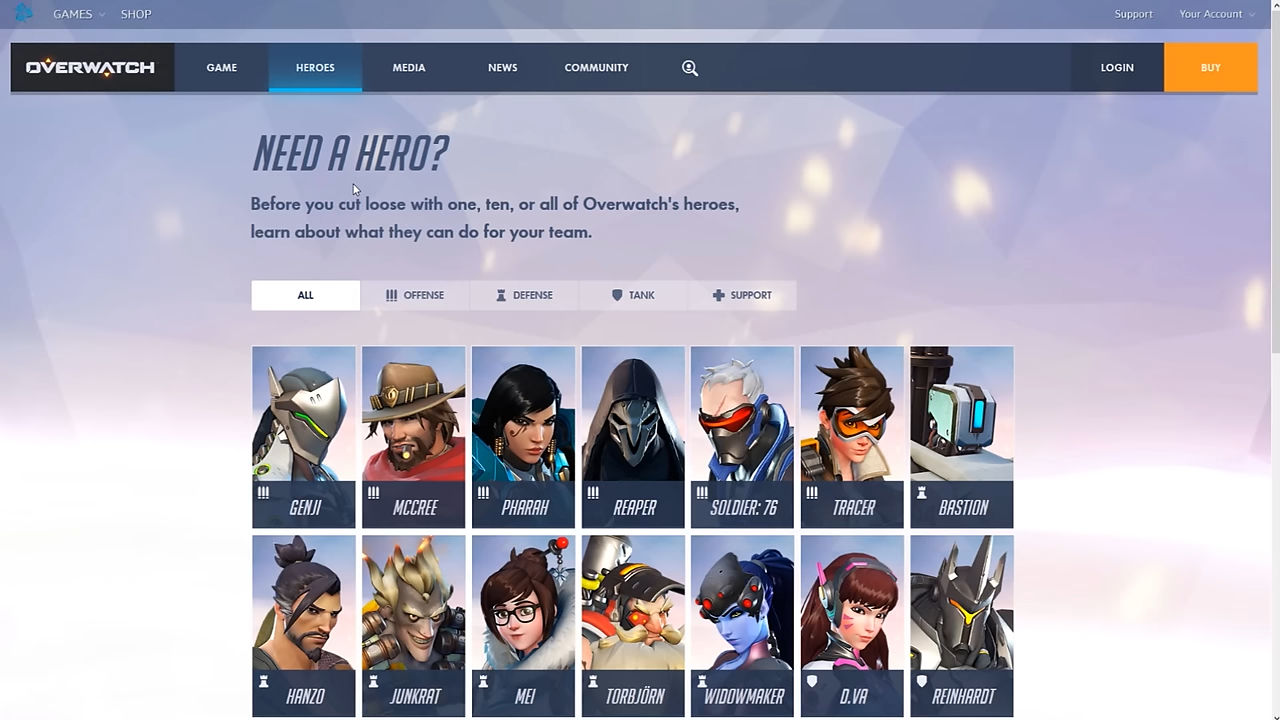 GAMES SHOP Support Your Account
OVERWATCH GAME HEROES MEDIA NEWS COMMUNITY LOGIN BUY
NEED A HERO?
Before you cut loose with one, ten, or all of Overwatch's heroes,
learn about what they can do for your team.
ALL OFFENSE DEFENSE TANK SUPPORT
GENJI MCCREE PHARAH REAPER SOLDIER: 76 TRACER BASTION
HANZO JUNKRAT MEI TORBJÖRN WIDOWMAKER D.VA REINHARDT